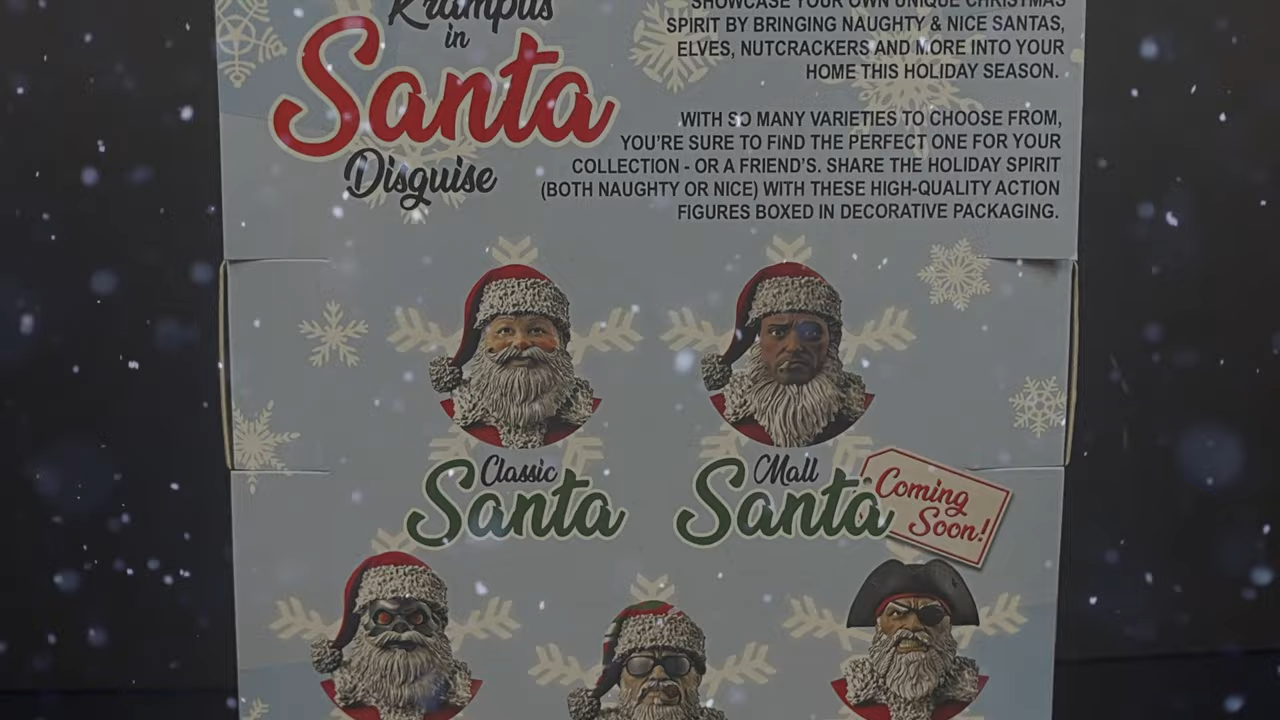 Krampus
in
Santa
Disguise
SHOWCASE YOUR OWN UNIQUE CHRISTMAS
SPIRIT BY BRINGING NAUGHTY & NICE SANTAS,
ELVES, NUTCRACKERS AND MORE INTO YOUR
HOME THIS HOLIDAY SEASON.
WITH SO MANY VARIETIES TO CHOOSE FROM,
YOU'RE SURE TO FIND THE PERFECT ONE FOR YOUR
COLLECTION - OR A FRIEND'S. SHARE THE HOLIDAY SPIRIT
(BOTH NAUGHTY OR NICE) WITH THESE HIGH-QUALITY ACTION
FIGURES BOXED IN DECORATIVE PACKAGING.
Classic
Santa
Mall
Santa
Coming
Soon!